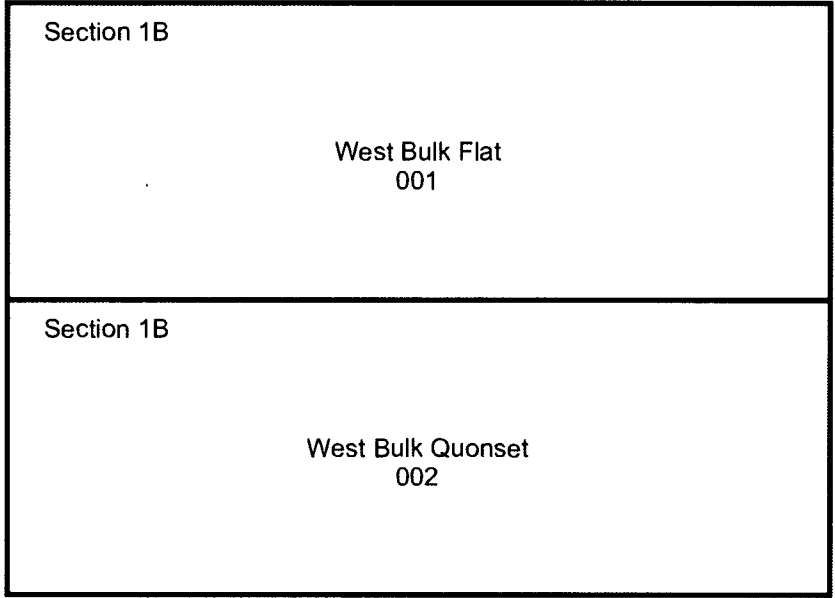 Section 1B
West Bulk Flat
001
Section 1B
West Bulk Quonset
002